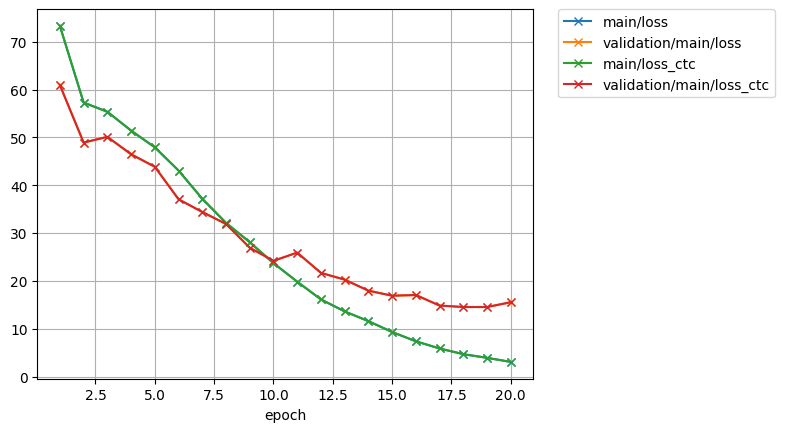 main/loss
validation/main/loss
main/loss_ctc
validation/main/loss_ctc
70
60
50
40
30
20
10
0
2.5 5.0 7.5 10.0 12.5 15.0 17.5 20.0
epoch